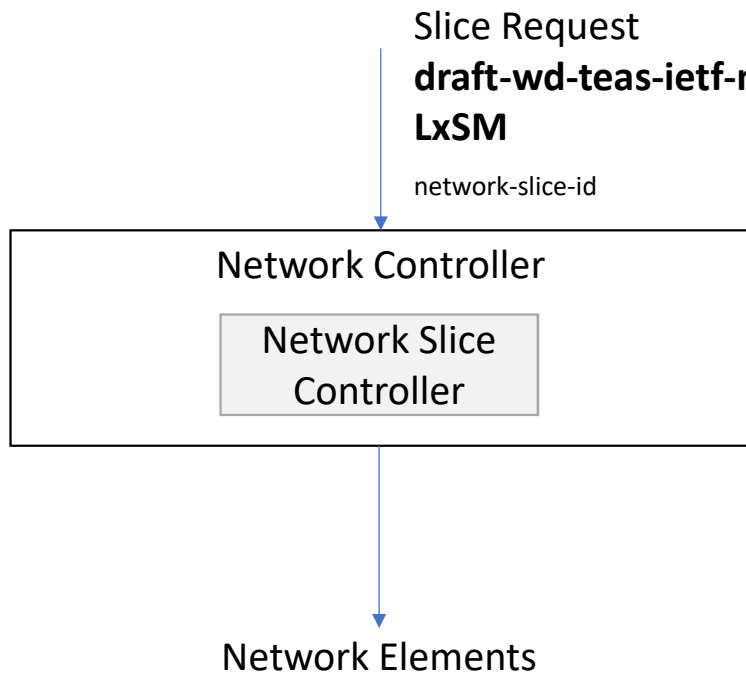 Slice Request
draft-wd-teas-ietf-
LxSM
network-slice-id
Network Controller
Network Slice
Controller
Network Elements